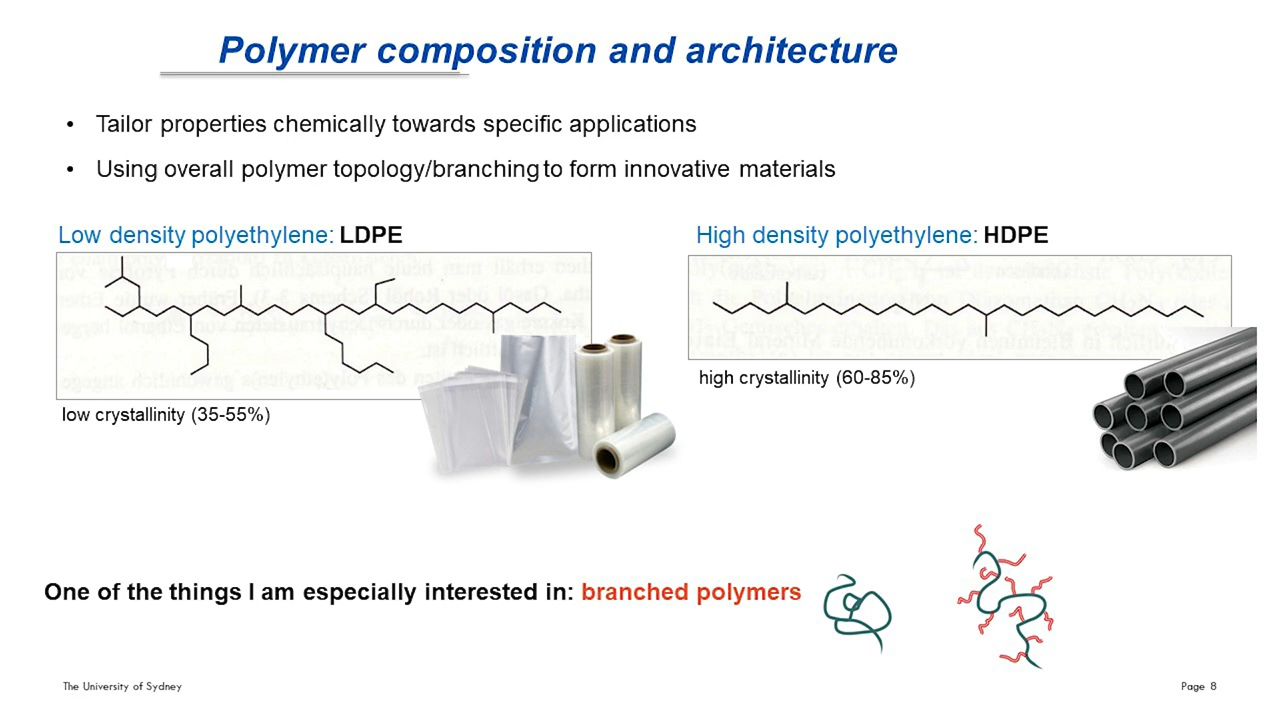 Polymer composition and architecture
• Tailor properties chemically towards specific applications
• Using overall polymer topology/branching to form innovative materials
Low density polyethylene: LDPE
low crystallinity (35-55%)
High density polyethylene: HDPE
high crystallinity (60-85%)
One of the things I am especially interested in: branched polymers
The University of Sydney
Page 8